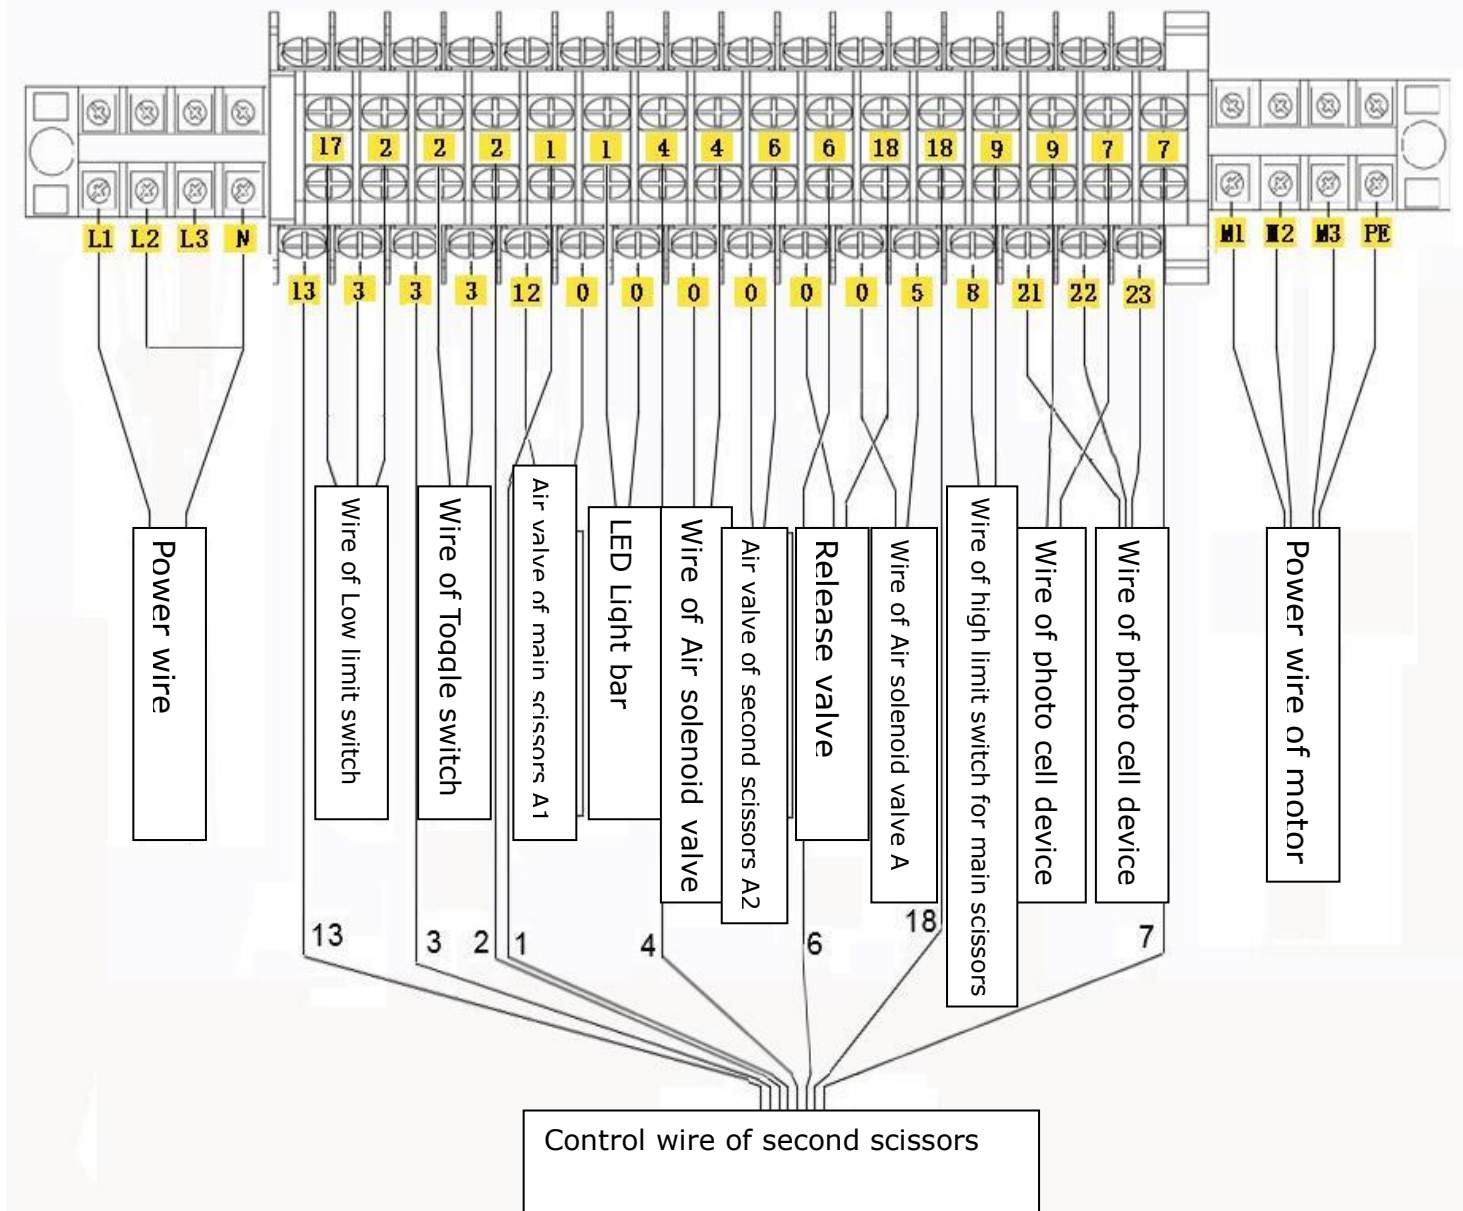 17 2 2 2 1 1 4 4 6 6 18 18 9 9 7 7
L1 L2 L3 N
M1 M2 M3 PE
13 3 3 3 12 0 0 0 0 0 0 5 8 21 22 23
Power wire
Wire of Low limit switch
Wire of Toggle switch
Air valve of main scissors A1
LED Light bar
Wire of Air solenoid valve
Air valve of second scissors A2
Release valve
Wire of Air solenoid valve A
Wire of high limit switch for main scissors
Wire of photo cell device
Wire of photo cell device
Power wire of motor
13 3 2 1 4 6 18 7
Control wire of second scissors